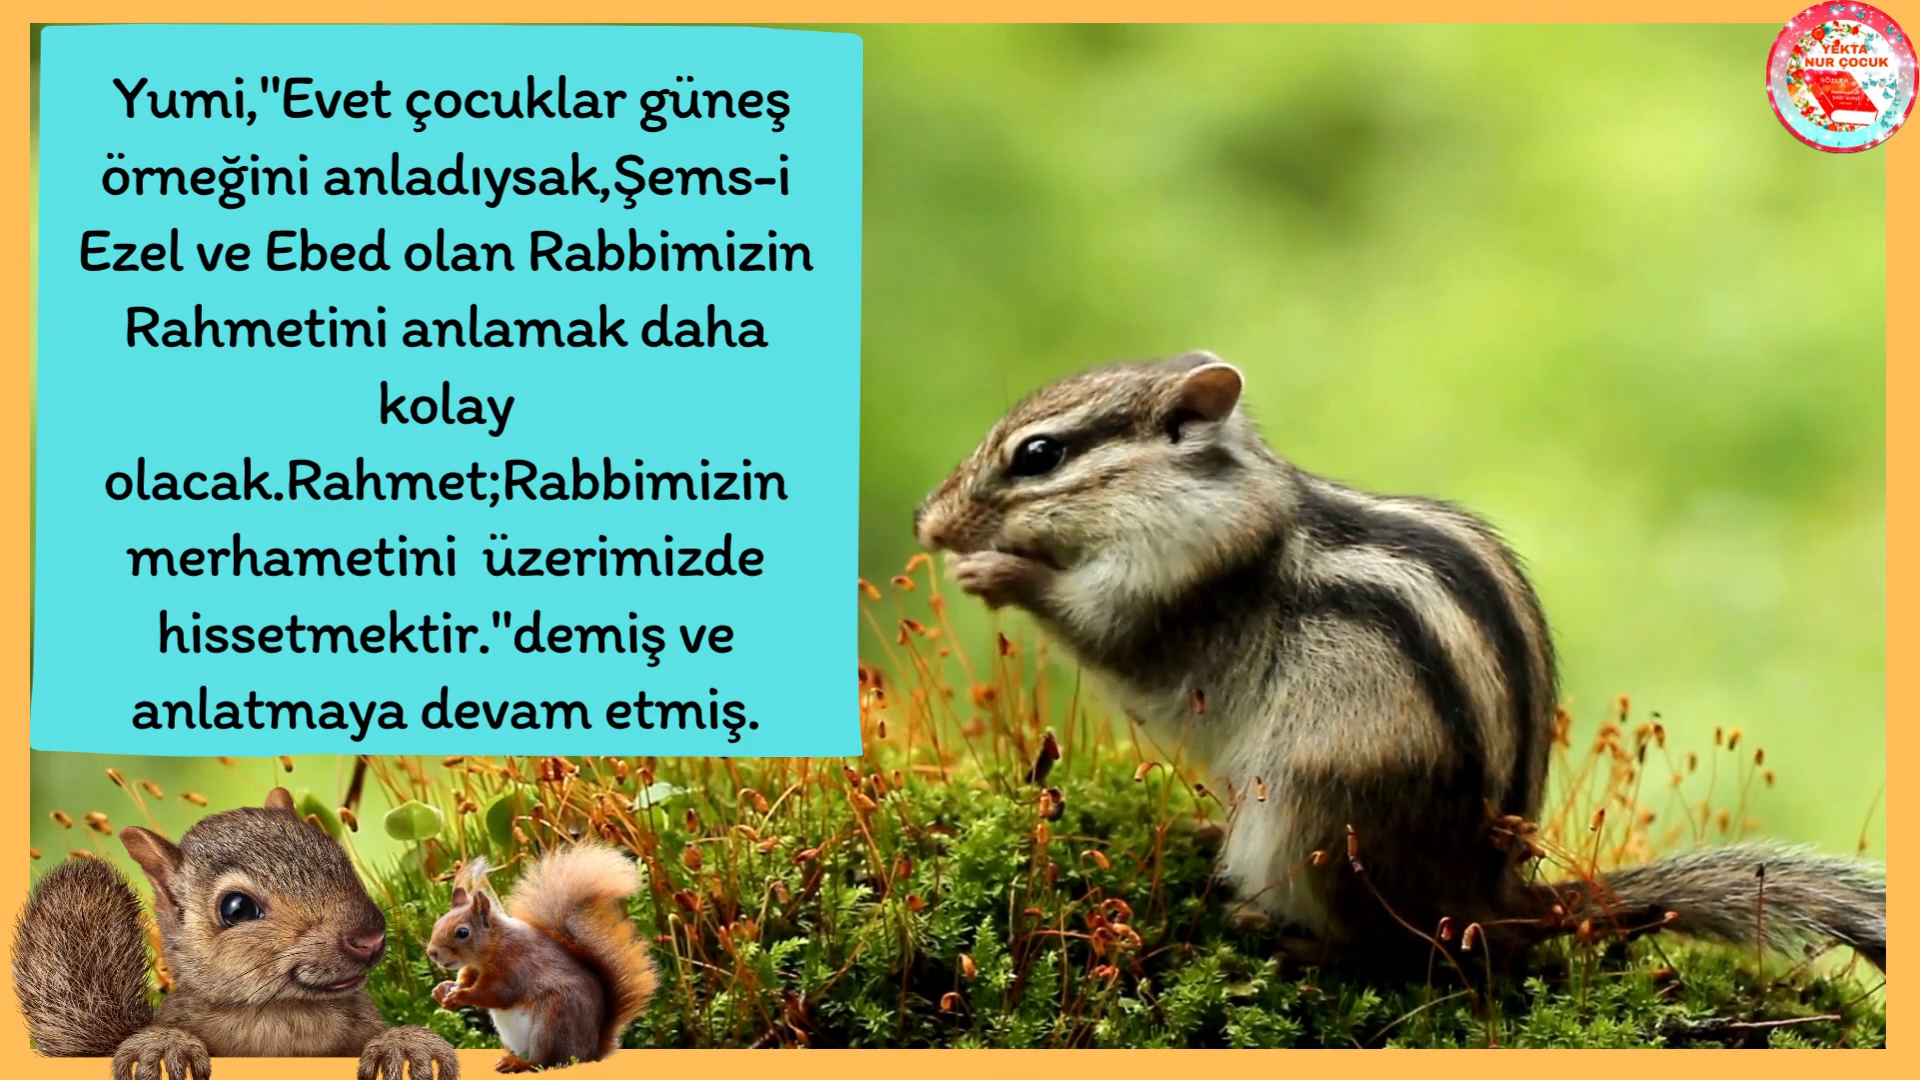 Yumi,"Evet çocuklar güneş
örneğini anladıysak,Şems-i
Ezel ve Ebed olan Rabbimizin
Rahmetini anlamak daha
kolay
olacak.Rahmet;Rabbimizin
merhametini  üzerimizde
hissetmektir."demiş ve
anlatmaya devam etmiş.
YEKTA
NUR ÇOCUK
SÖZLER